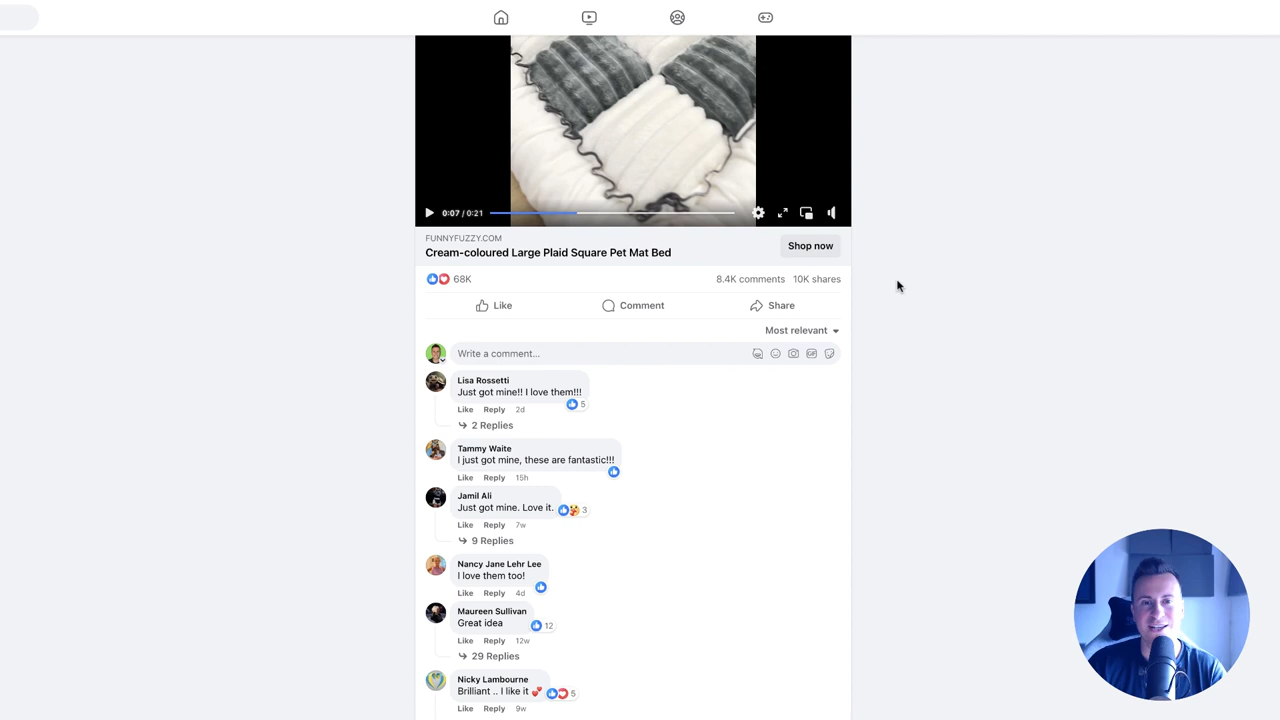 0:07 / 0:21
FUNNYFUZZY.COM
Cream-coloured Large Plaid Square Pet Mat Bed
Shop now
68K
8.4K comments 10K shares
Like
Comment
Share
Most relevant
Write a comment...
GIF
Lisa Rossetti
Just got mine!! I love them!!!
5
Like Reply 2d
2 Replies
Tammy Waite
I just got mine, these are fantastic!!!
Like Reply 15h
Jamil Ali
Just got mine. Love it.
3
Like Reply 7w
9 Replies
Nancy Jane Lehr Lee
I love them too!
Like Reply 4d
Maureen Sullivan
Great idea
12
Like Reply 12w
29 Replies
Nicky Lambourne
Brilliant .. I like it 💕
5
Like Reply 9w